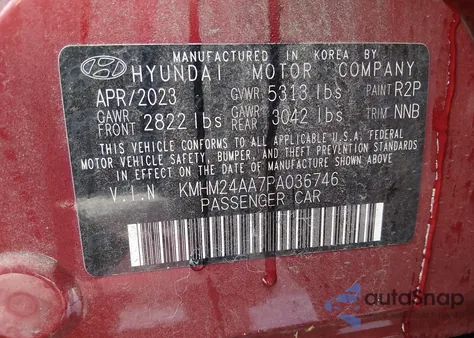 MANUFACTURED IN KOREA BY
HYUNDAI MOTOR COMPANY
APR/2023 GVWR 5313 lbs PAINT R2P
GAWR FRONT 2822 lbs GAWR REAR 3042 lbs TRIM NNB
THIS VEHICLE CONFORMS TO ALL APPLICABLE U.S.A. FEDERAL
MOTOR VEHICLE SAFETY, BUMPER, AND THEFT PREVENTION STANDARDS
IN EFFECT ON THE DATE OF MANUFACTURE SHOWN ABOVE.
V.I.N KMHM24AA7PA036746
PASSENGER CAR
autoSnap